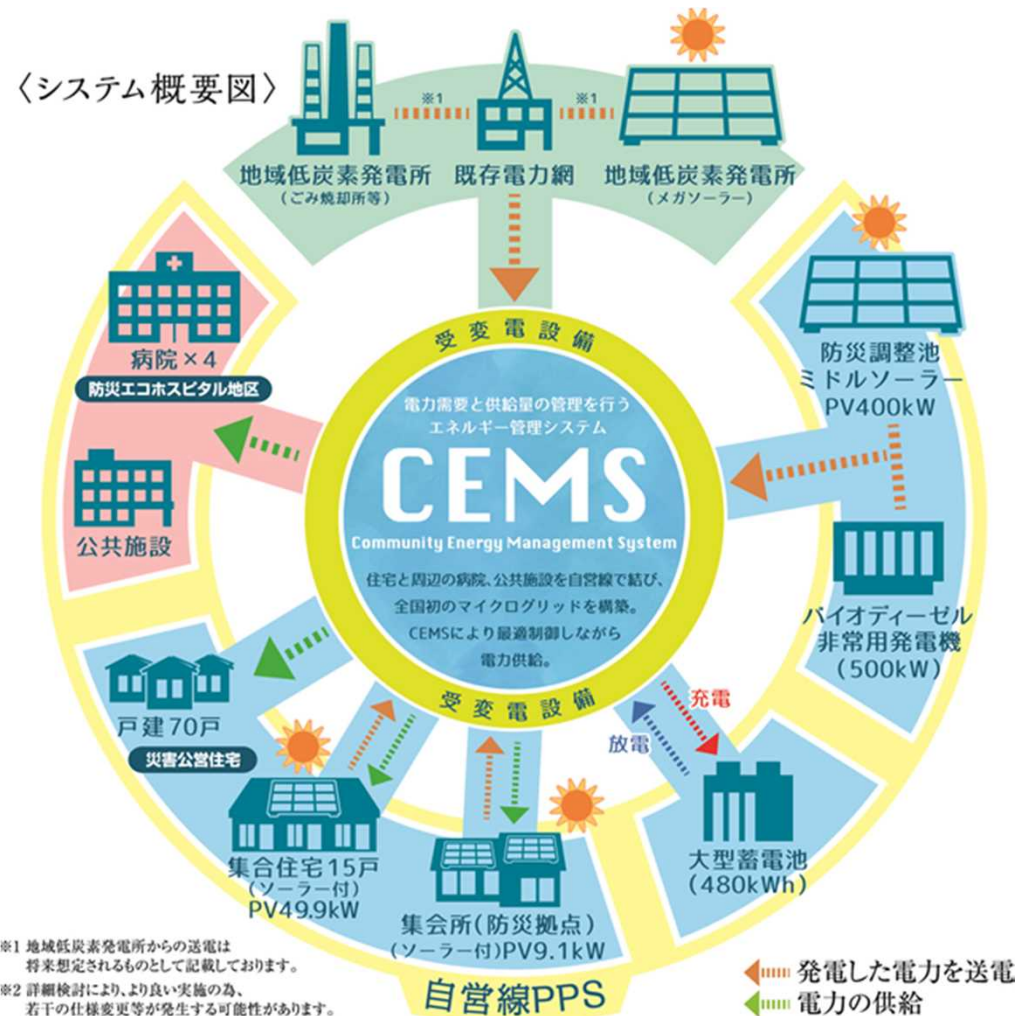 〈システム概要図〉
※1
※1
地域低炭素発電所
(ごみ焼却所等)
既存電力網
地域低炭素発電所
(メガソーラー)
病院×4
防災エコホスピタル地区
公共施設
受変電設備
電力需要と供給量の管理を行う
エネルギー管理システム
CEMS
Community Energy Management System
住宅と周辺の病院、公共施設を自営線で結び、
全国初のマイクログリッドを構築。
CEMSにより最適制御しながら
電力供給。
受変電設備
防災調整池
ミドルソーラー
PV400kW
バイオディーゼル
非常用発電機
(500kW)
戸建70戸
災害公営住宅
集合住宅15戸
(ソーラー付)
PV49.9kW
集会所(防災拠点)
(ソーラー付)PV9.1kW
放電
充電
大型蓄電池
(480kWh)
自営線PPS
※1 地域低炭素発電所からの送電は
将来想定されるものとして記載しております。
※2 詳細検討により、より良い実施の為、
若干の仕様変更等が発生する可能性があります。
発電した電力を送電
電力の供給